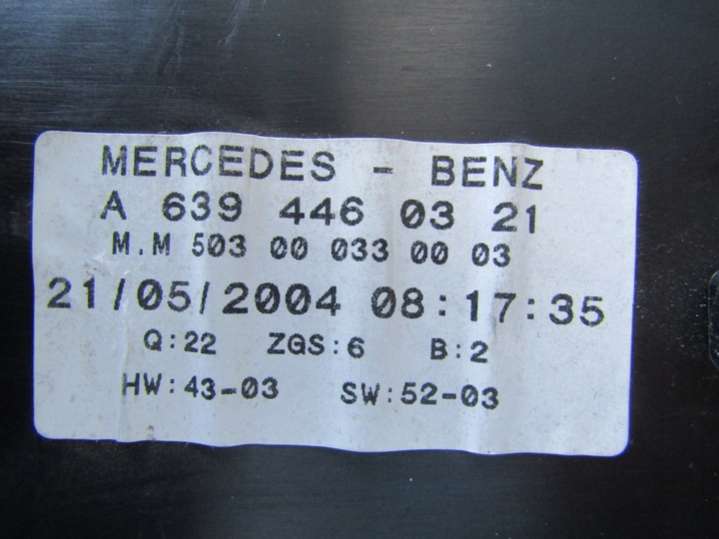 MERCEDES - BENZ
A 639 446 03 21
M.M 503 00 033 00 03
21/05/2004 08:17:35
Q:22 ZGS:6 B:2
HW:43-03 SW:52-03